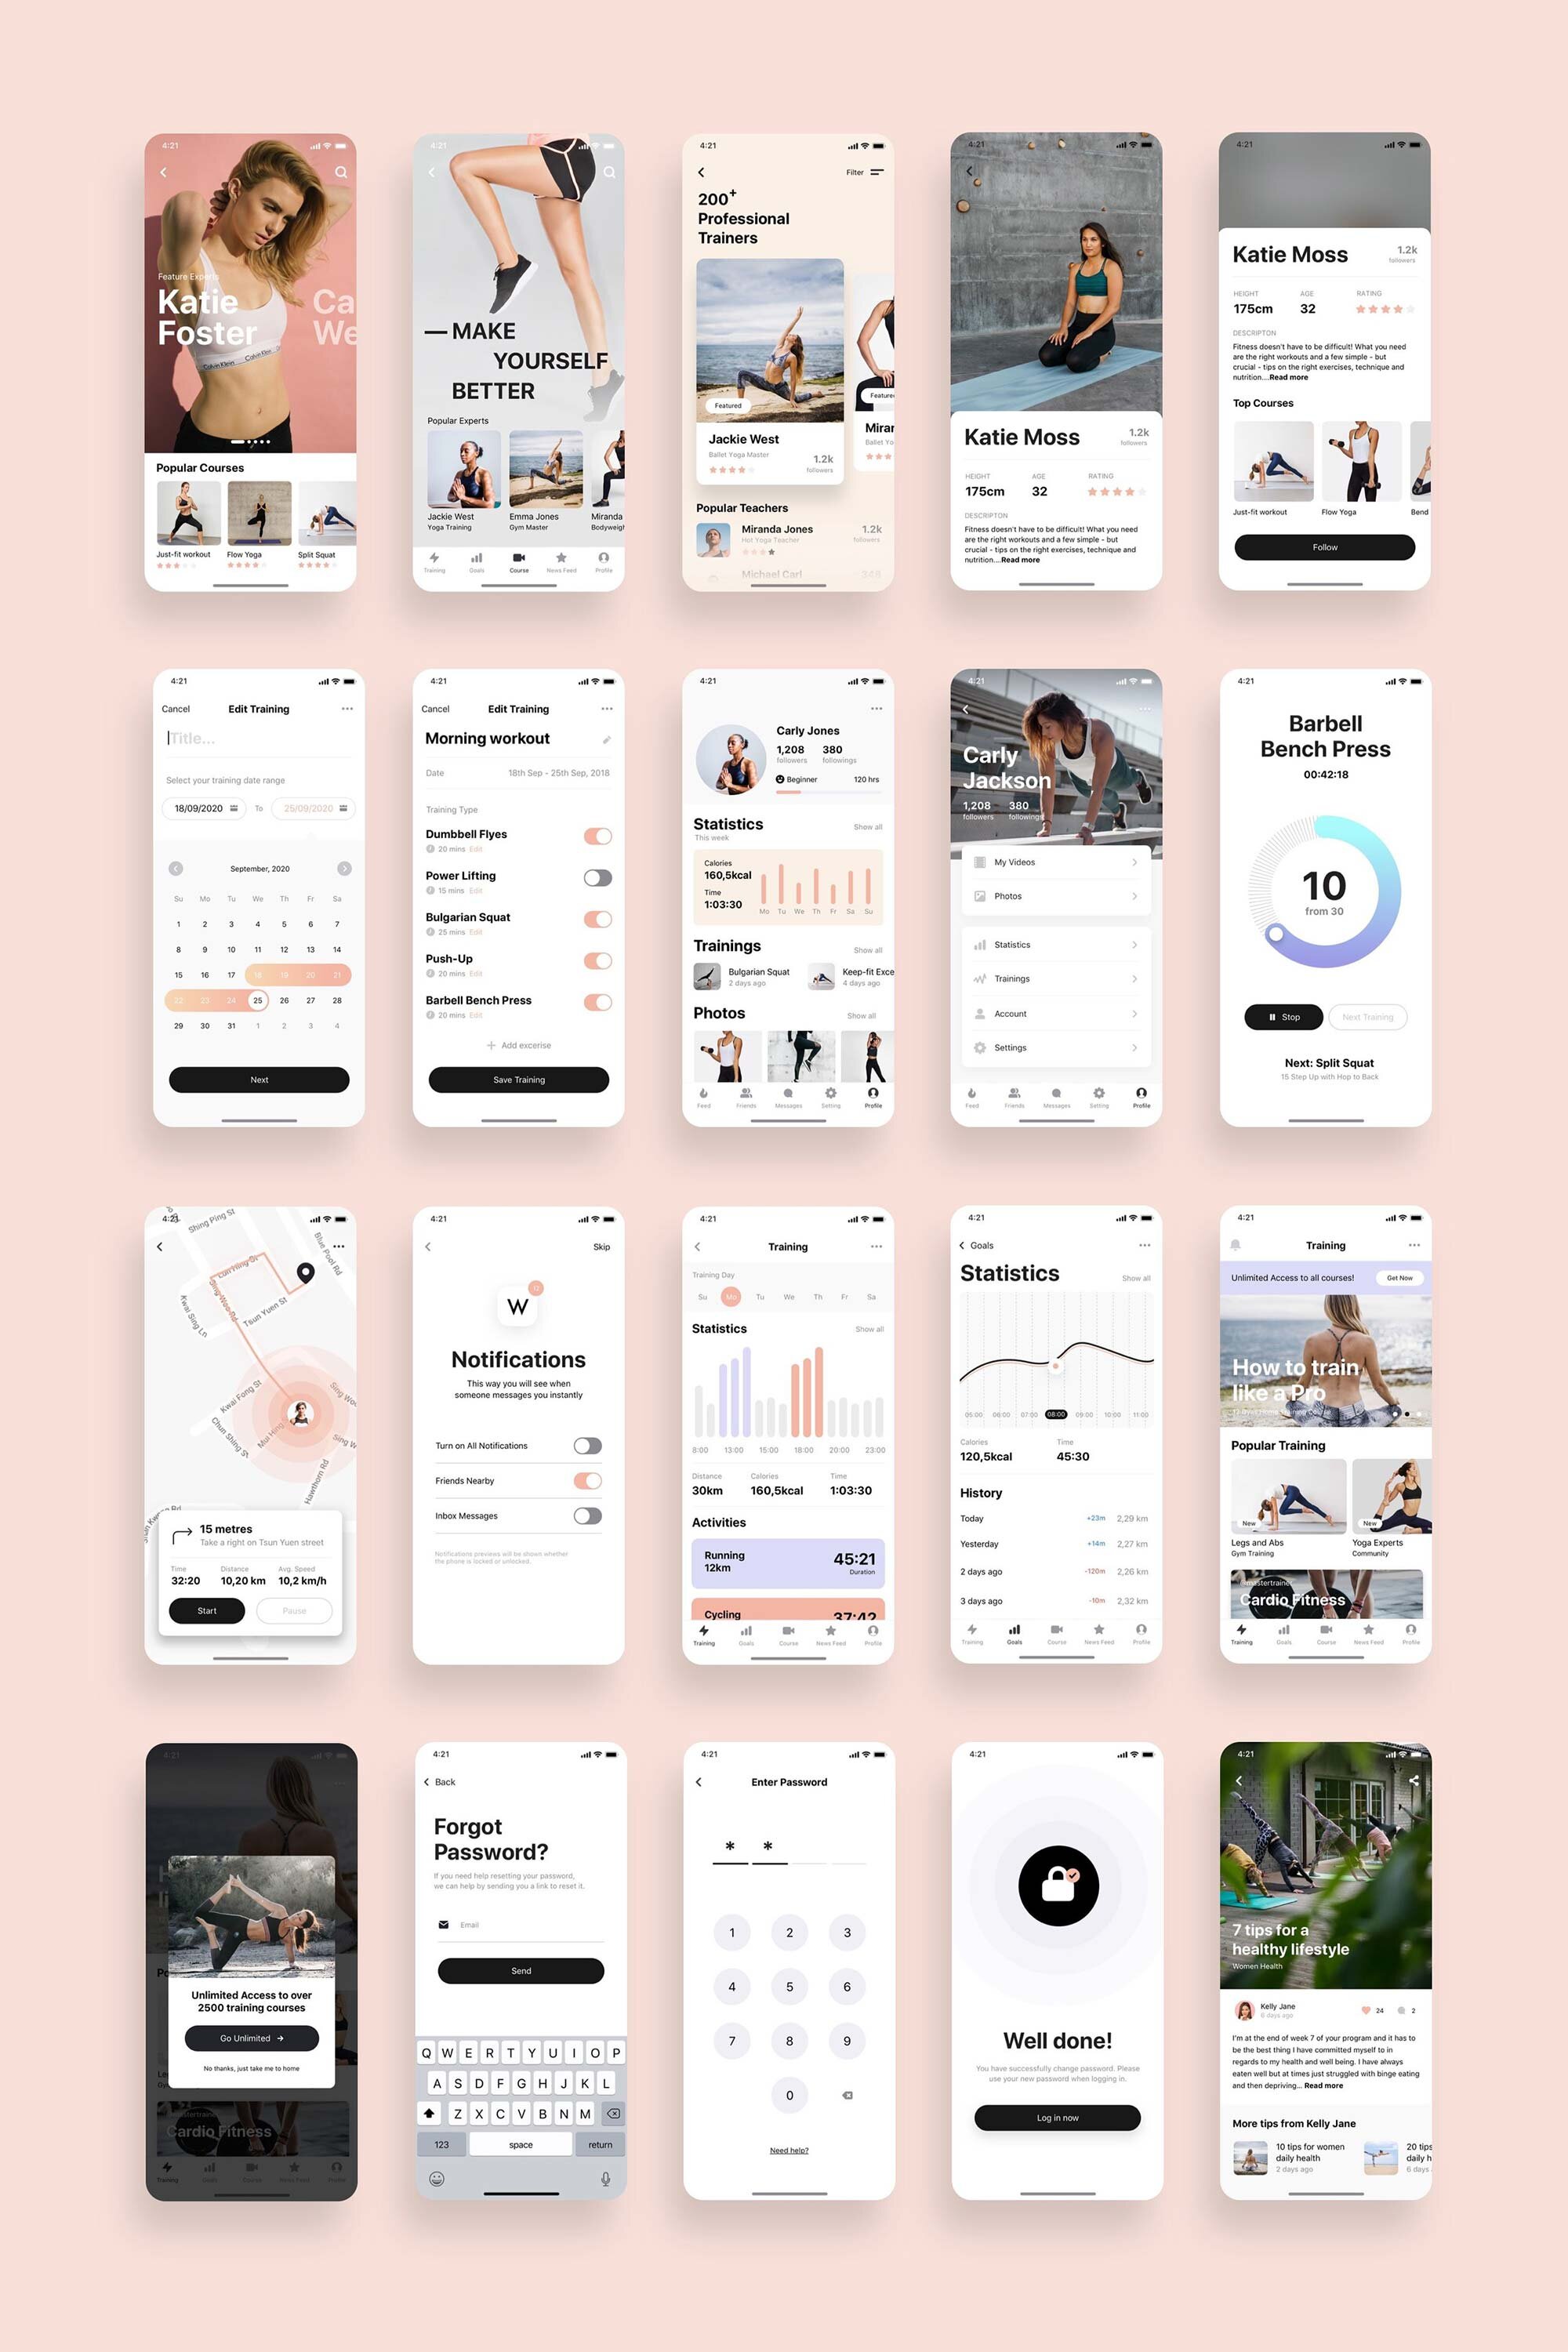 4:21
Feature Experts
Katie
Foster
Ca
We
Calvin Klein
Calvin Klein
Popular Courses
Just-fit workout
Flow Yoga
Split Squat
4:21
MAKE
YOURSELF
BETTER
Popular Experts
Jackie West
Yoga Training
Emma Jones
Gym Master
Miranda
Bodyweigh
Training
Goals
Course
News Feed
Profile
4:21
Filter
200+
Professional
Trainers
Featured
Jackie West
Ballet Yoga Master
1.2k
followers
Feature
Mirar
Ballet Yo
Popular Teachers
Miranda Jones
Hot Yoga Teacher
1.2k
followers
Michael Carl
348
4:21
Katie Moss
1.2k
followers
HEIGHT
AGE
RATING
175cm
32
DESCRIPTON
Fitness doesn't have to be difficult! What you need
are the right workouts and a few simple - but
crucial - tips on the right exercises, technique and
nutrition...Read more
4:21
Katie Moss
1.2k
followers
HEIGHT
AGE
RATING
175cm
32
DESCRIPTON
Fitness doesn't have to be difficult! What you need
are the right workouts and a few simple - but
crucial - tips on the right exercises, technique and
nutrition...Read more
Top Courses
Just-fit workout
Flow Yoga
Bend
Follow
4:21
Cancel
Edit Training
Title...
Select your training date range
18/09/2020
To
25/09/2020
September, 2020
Su Mo Tu We Th Fr Sa
1 2 3 4 5 6 7
8 9 10 11 12 13 14
15 16 17 18 19 20 21
22 23 24 25 26 27 28
29 30 31 1 2 3 4
Next
4:21
Cancel
Edit Training
Morning workout
Date
18th Sep - 25th Sep, 2018
Training Type
Dumbbell Flyes
20 mins Edit
Power Lifting
15 mins Edit
Bulgarian Squat
25 mins Edit
Push-Up
20 mins Edit
Barbell Bench Press
20 mins Edit
Add excerise
Save Training
4:21
Carly Jones
1,208
380
followers
followings
Beginner
120 hrs
Statistics
Show all
This week
Calories
160,5kcal
Time
1:03:30
Mo Tu We Th Fr Sa Su
Trainings
Show all
Bulgarian Squat
2 days ago
Keep-fit Exce
4 days ago
Photos
Show all
Feed
Friends
Messages
Setting
Profile
4:21
Carly
Jackson
1,208
380
followers
followings
My Videos
Photos
Statistics
Trainings
Account
Settings
Feed
Friends
Messages
Setting
Profile
4:21
Barbell
Bench Press
00:42:18
10
from 30
Stop
Next Training
Next: Split Squat
15 Step Up with Hop to Back
4:21
Shing Ping St
Blue Pool Rd
Lun Hing St
Sing Woo Rd
Tsun Yuen St
Kwai Sing Ln
Kwai Fong St
Chun Shing St
Mui Hing
Sing Woo
Sing W
Hawthorn Rd
Rd
15 metres
Take a right on Tsun Yuen street
Time
Distance
Avg. Speed
32:20
10,20 km
10,2 km/h
Start
Pause
4:21
Skip
W
12
Notifications
This way you will see when
someone messages you instantly
Turn on All Notifications
Friends Nearby
Inbox Messages
Notifications previews will be shown whether
the phone is locked or unlocked.
4:21
Training
Training Day
Su Mo Tu We Th Fr Sa
Statistics
Show all
8:00 13:00 15:00 18:00 20:00 23:00
Distance
Calories
Time
30km
160,5kcal
1:03:30
Activities
Running
12km
45:21
Duration
Cycling
37:42
Training
Goals
Course
News Feed
Profile
4:21
Goals
Statistics
Show all
05:00 06:00 07:00 08:00 09:00 10:00 11:00
Calories
Time
120,5kcal
45:30
History
Today +23m 2,29 km
Yesterday +14m 2,27 km
2 days ago -120m 2,26 km
3 days ago -10m 2,32 km
Training
Goals
Course
News Feed
Profile
4:21
Training
Unlimited Access to all courses!
Get Now
How to train
like a Pro
Popular Training
New
New
Legs and Abs
Gym Training
Yoga Experts
Community
Cardio Fitness
Training
Goals
Course
News Feed
Profile
4:21
Unlimited Access to over
2500 training courses
Go Unlimited
No thanks, just take me to home
Cardio Fitness
Training
4:21
Back
Forgot
Password?
If you need help resetting your password,
we can help by sending you a link to reset it.
Email
Send
Q W E R T Y U I O P
A S D F G H J K L
Z X C V B N M
123
space
return
4:21
Enter Password
* *
1 2 3
4 5 6
7 8 9
0
Need help?
4:21
Well done!
You have successfully change password. Please
use your new password when logging in.
Log in now
4:21
7 tips for a
healthy lifestyle
Women Health
Kelly Jane
6 days ago
24
2
I'm at the end of week 7 of your program and it has to
be the best thing I have committed myself to in
regards to my health and well being. I have always
eaten well but at times just struggled with binge eating
and then depriving... Read more
More tips from Kelly Jane
10 tips for women
daily health
2 days ago
20 tips
daily h
6 days